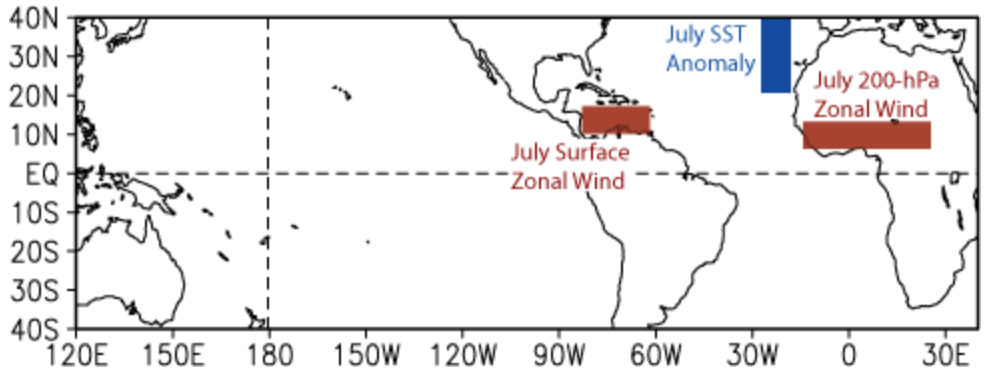 40N
30N
20N
10N
EQ
10S
20S
30S
40S
July SST
Anomaly
July 200-hPa
Zonal Wind
July Surface
Zonal Wind
120E 150E 180 150W 120W 90W 60W 30W 0 30E